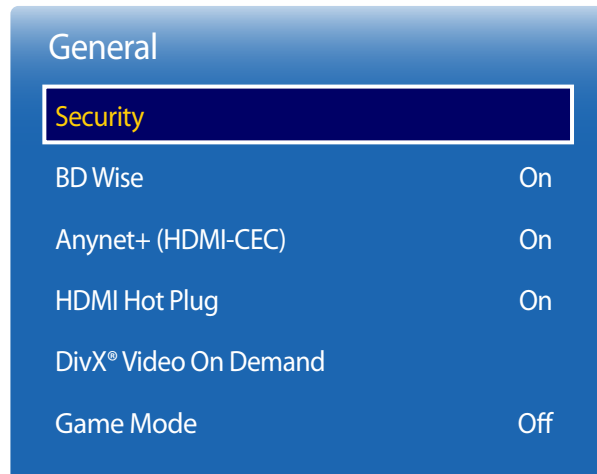 General
Security
BD Wise On
Anynet+ (HDMI-CEC) On
HDMI Hot Plug On
DivX® Video On Demand
Game Mode Off